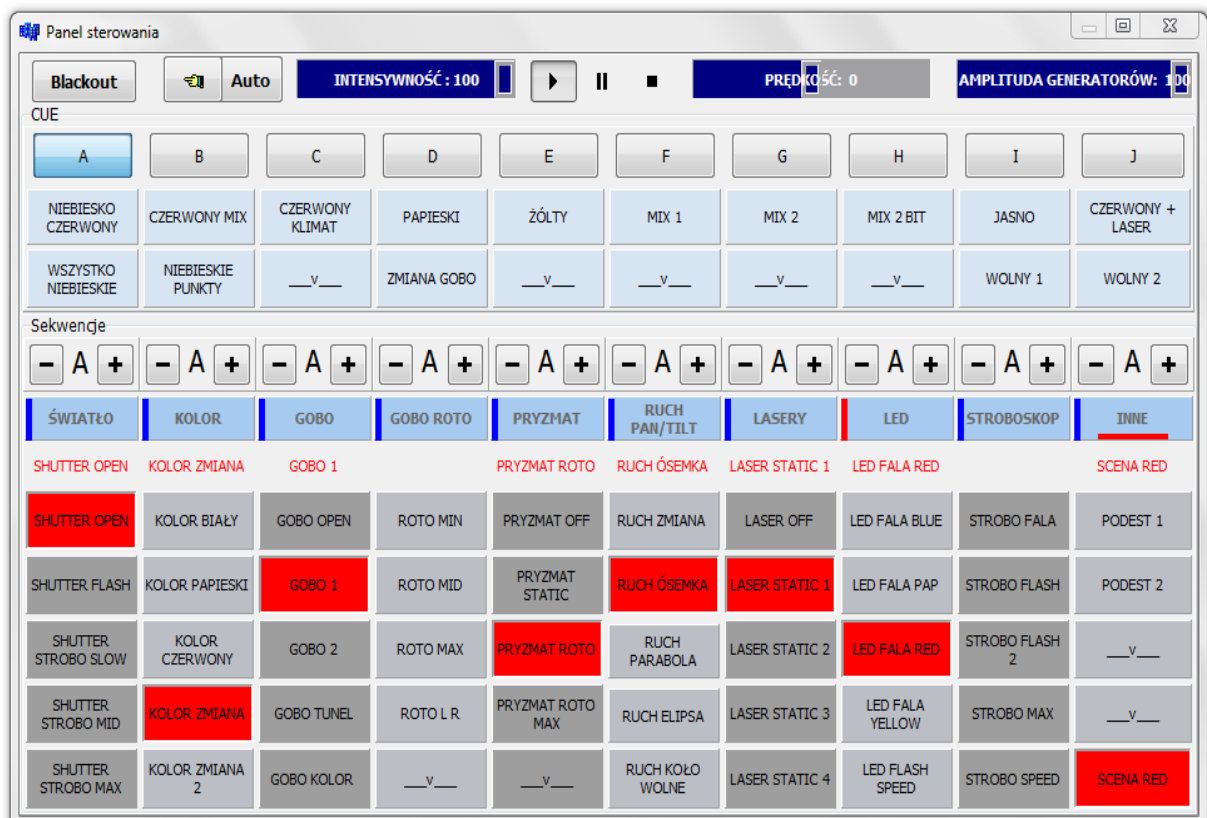 Panel sterowania
Blackout Auto INTENSYWNOŚĆ : 100 PRĘDKOŚĆ: 0 AMPLITUDA GENERATORÓW: 100
CUE
A B C D E F G H I J
NIEBIESKO CZERWONY CZERWONY MIX CZERWONY KLIMAT PAPIESKI ŻÓŁTY MIX 1 MIX 2 MIX 2 BIT JASNO CZERWONY + LASER
WSZYSTKO NIEBIESKIE NIEBIESKIE PUNKTY __v__ ZMIANA GOBO __v__ __v__ __v__ __v__ WOLNY 1 WOLNY 2
Sekwencje
- A + - A + - A + - A + - A + - A + - A + - A + - A + - A +
ŚWIATŁO KOLOR GOBO GOBO ROTO PRYZMAT RUCH PAN/TILT LASERY LED STROBOSKOP INNE
SHUTTER OPEN KOLOR ZMIANA GOBO 1 PRYZMAT ROTO RUCH ÓSEMKA LASER STATIC 1 LED FALA RED SCENA RED
SHUTTER OPEN KOLOR BIAŁY GOBO OPEN ROTO MIN PRYZMAT OFF RUCH ZMIANA LASER OFF LED FALA BLUE STROBO FALA PODEST 1
SHUTTER FLASH KOLOR PAPIESKI GOBO 1 ROTO MID PRYZMAT STATIC RUCH ÓSEMKA LASER STATIC 1 LED FALA PAP STROBO FLASH PODEST 2
SHUTTER STROBO SLOW KOLOR CZERWONY GOBO 2 ROTO MAX PRYZMAT ROTO RUCH PARABOLA LASER STATIC 2 LED FALA RED STROBO FLASH 2 __v__
SHUTTER STROBO MID KOLOR ZMIANA GOBO TUNEL ROTO L R PRYZMAT ROTO MAX RUCH ELIPSA LASER STATIC 3 LED FALA YELLOW STROBO MAX __v__
SHUTTER STROBO MAX KOLOR ZMIANA 2 GOBO KOLOR __v__ __v__ RUCH KOŁO WOLNE LASER STATIC 4 LED FLASH SPEED STROBO SPEED SCENA RED